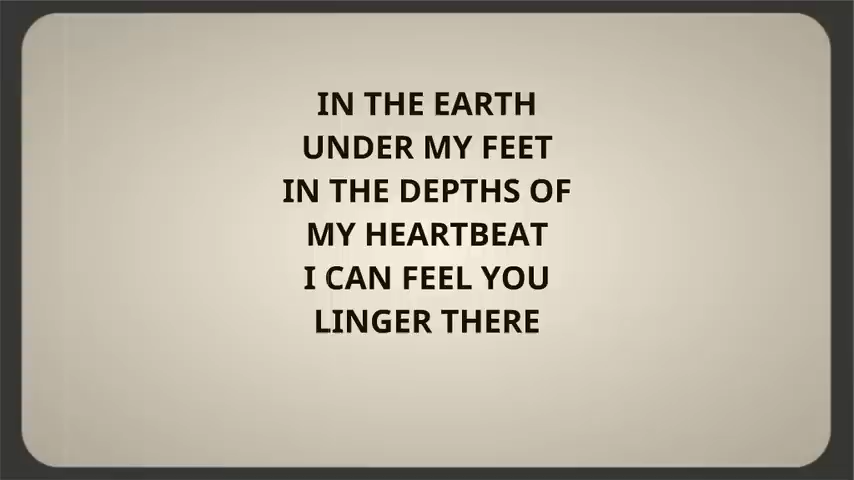 IN THE EARTH
UNDER MY FEET
IN THE DEPTHS OF
MY HEARTBEAT
I CAN FEEL YOU
LINGER THERE